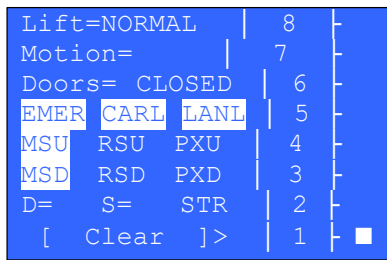 Lift=NORMAL | 8 ├
Motion= | 7 ├
Doors= CLOSED | 6 ├
EMER CARL LANL | 5 ├
MSU RSU PXU | 4 ├
MSD RSD PXD | 3 ├
D= S= STR | 2 ├
[ Clear ]> | 1 ├ ■